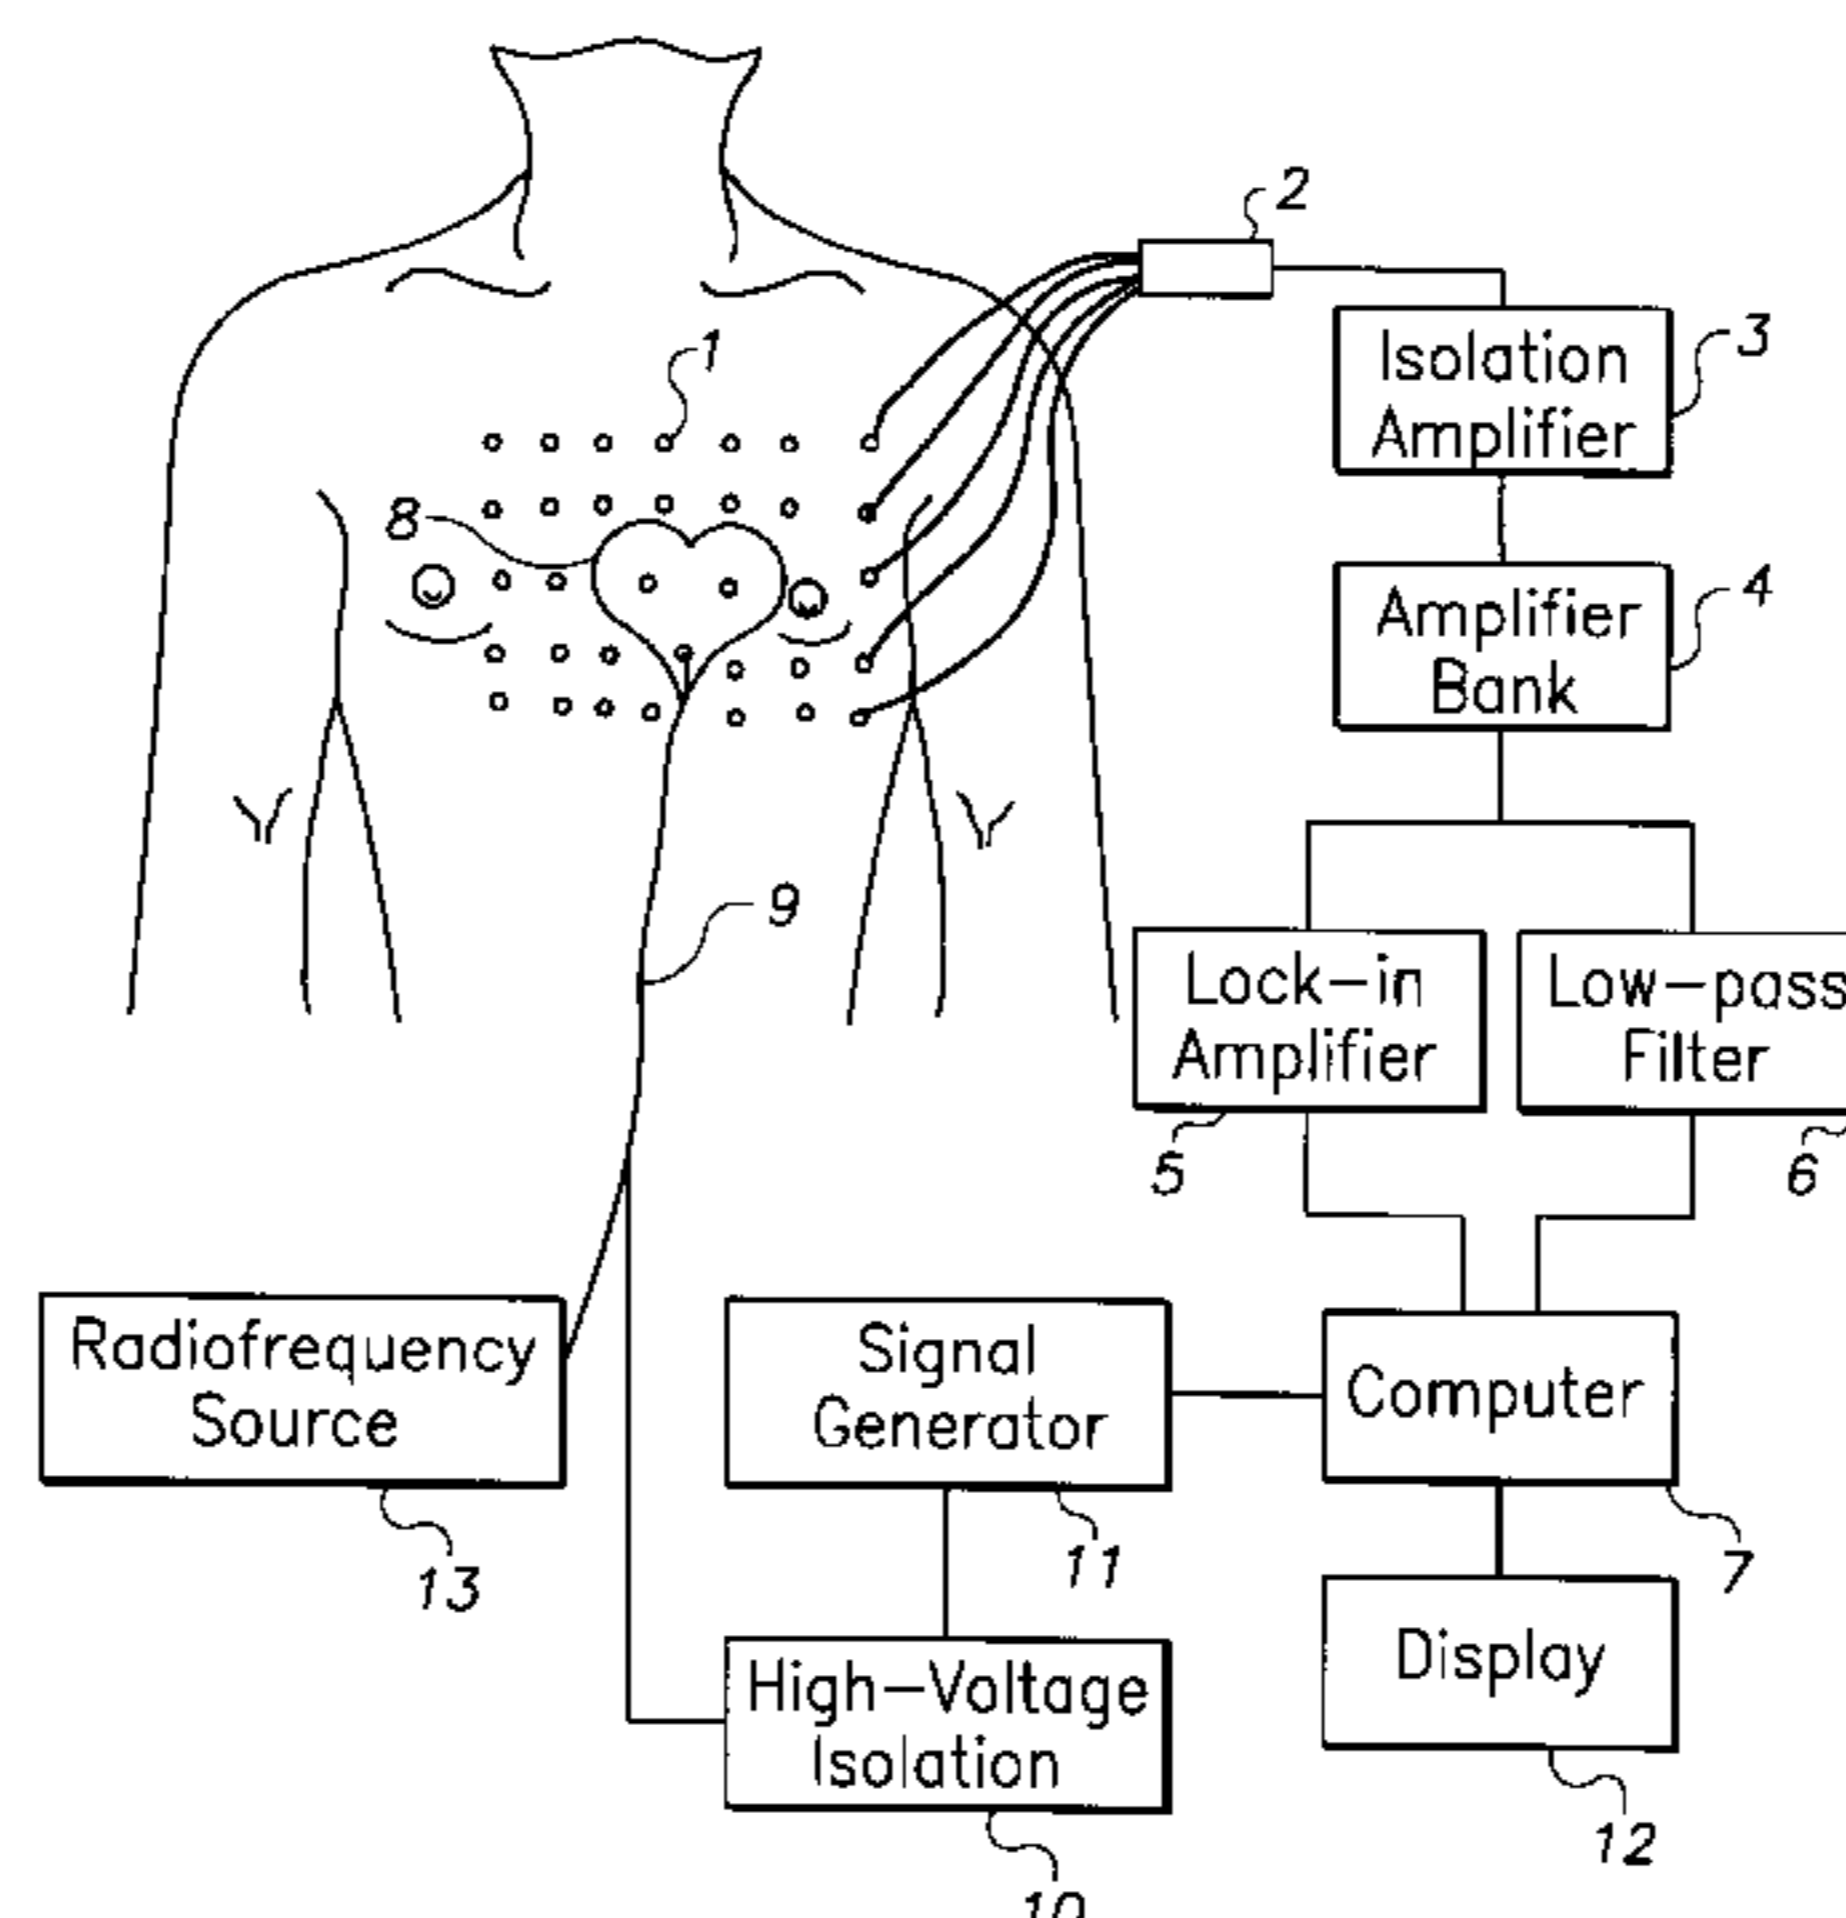 2
1
Isolation
Amplifier
3
8
Amplifier
Bank
4
9
Lock-in
Amplifier
Low-pass
Filter
5
6
Radiofrequency
Source
Signal
Generator
Computer
13
11
7
High-Voltage
Isolation
Display
12
10